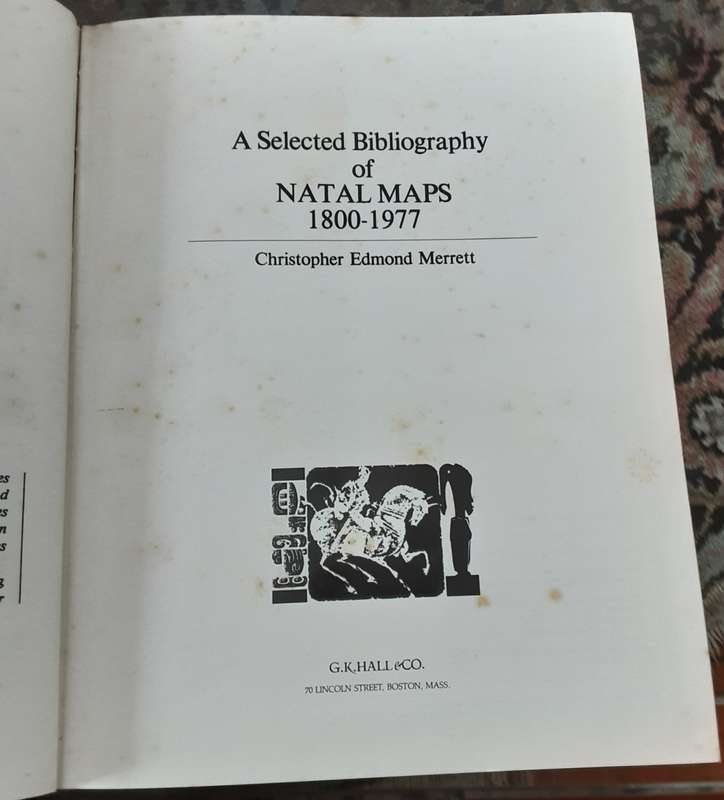 A Selected Bibliography
of
NATAL MAPS
1800-1977
Christopher Edmond Merrett
G.K.HALL &CO.
70 LINCOLN STREET, BOSTON, MASS.